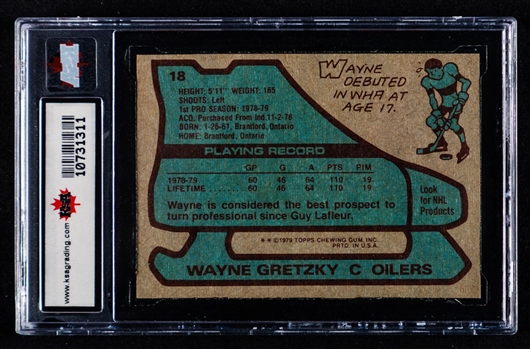 18
HEIGHT: 5'11" WEIGHT: 165
SHOOTS: Left
1st PRO SEASON: 1978-79
ACQ. Purchased From Ind. 11-2-78
BORN: 1-26-61, Brantford, Ontario
HOME: Brantford, Ontario
WAYNE
DEBUTED
IN WHA AT
AGE 17.
PLAYING RECORD
GP G A PTS PIM
1978-79 60 46 64 110 19
LIFETIME 60 46 64 110 19
Wayne is considered the best prospect to
turn professional since Guy Lafleur.
Look
for NHL
Products
** ©1979 TOPPS CHEWING GUM, INC.
PRTD. IN U.S.A.
WAYNE GRETZKY C OILERS
www.ksagrading.com
KSA
10731311